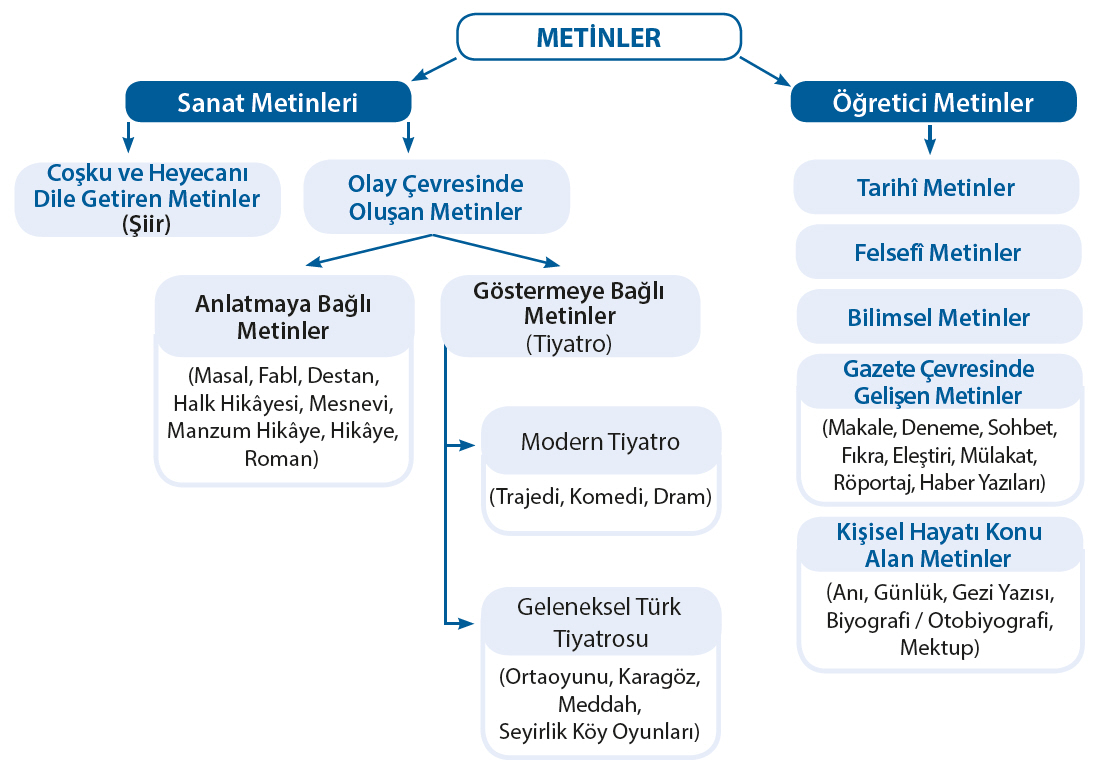 METİNLER
Sanat Metinleri
Öğretici Metinler
Coşku ve Heyecanı
Dile Getiren Metinler
(Şiir)
Olay Çevresinde
Oluşan Metinler
Anlatmaya Bağlı
Metinler
(Masal, Fabl, Destan,
Halk Hikâyesi, Mesnevi,
Manzum Hikâye, Hikâye,
Roman)
Göstermeye Bağlı
Metinler
(Tiyatro)
Modern Tiyatro
(Trajedi, Komedi, Dram)
Geleneksel Türk
Tiyatrosu
(Ortaoyunu, Karagöz,
Meddah,
Seyirlik Köy Oyunları)
Tarihî Metinler
Felsefî Metinler
Bilimsel Metinler
Gazete Çevresinde
Gelişen Metinler
(Makale, Deneme, Sohbet,
Fıkra, Eleştiri, Mülakat,
Röportaj, Haber Yazıları)
Kişisel Hayatı Konu
Alan Metinler
(Anı, Günlük, Gezi Yazısı,
Biyografi / Otobiyografi,
Mektup)